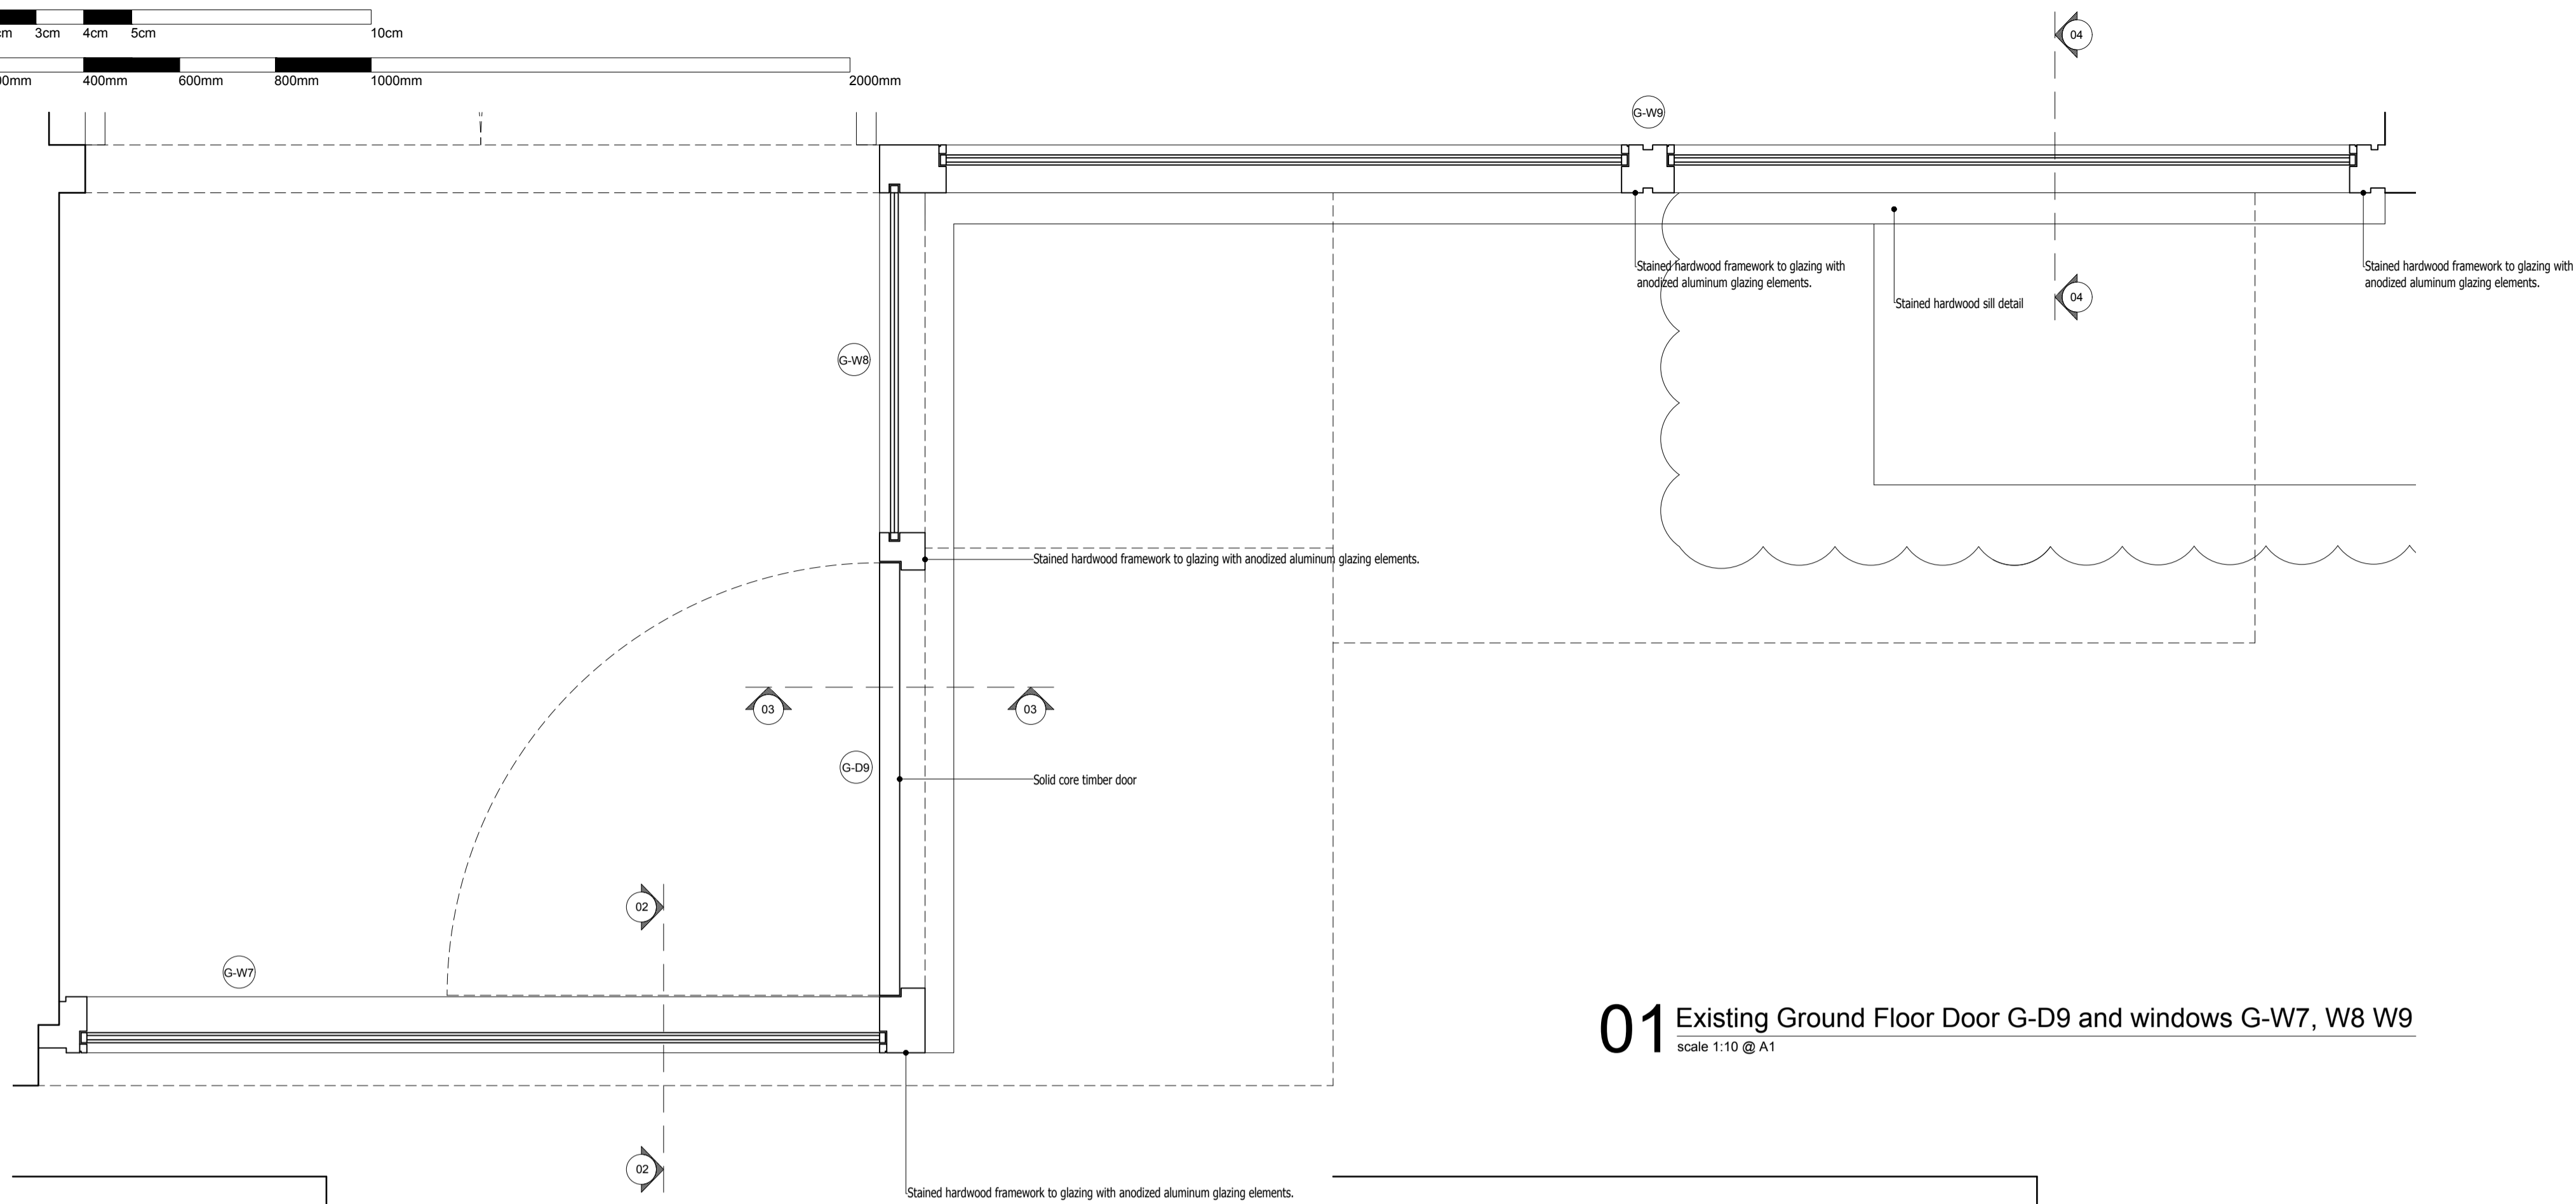 3cm 4cm 5cm 10cm
400mm 600mm 800mm 1000mm 2000mm
04
G-W9
Stained hardwood framework to glazing with
anodized aluminum glazing elements.
Stained hardwood sill detail
04
Stained hardwood framework to glazing with
anodized aluminum glazing elements.
G-W8
Stained hardwood framework to glazing with anodized aluminum glazing elements.
03
03
G-D9
Solid core timber door
02
G-W7
01 Existing Ground Floor Door G-D9 and windows G-W7, W8 W9
scale 1:10 @ A1
02
Stained hardwood framework to glazing with anodized aluminum glazing elements.